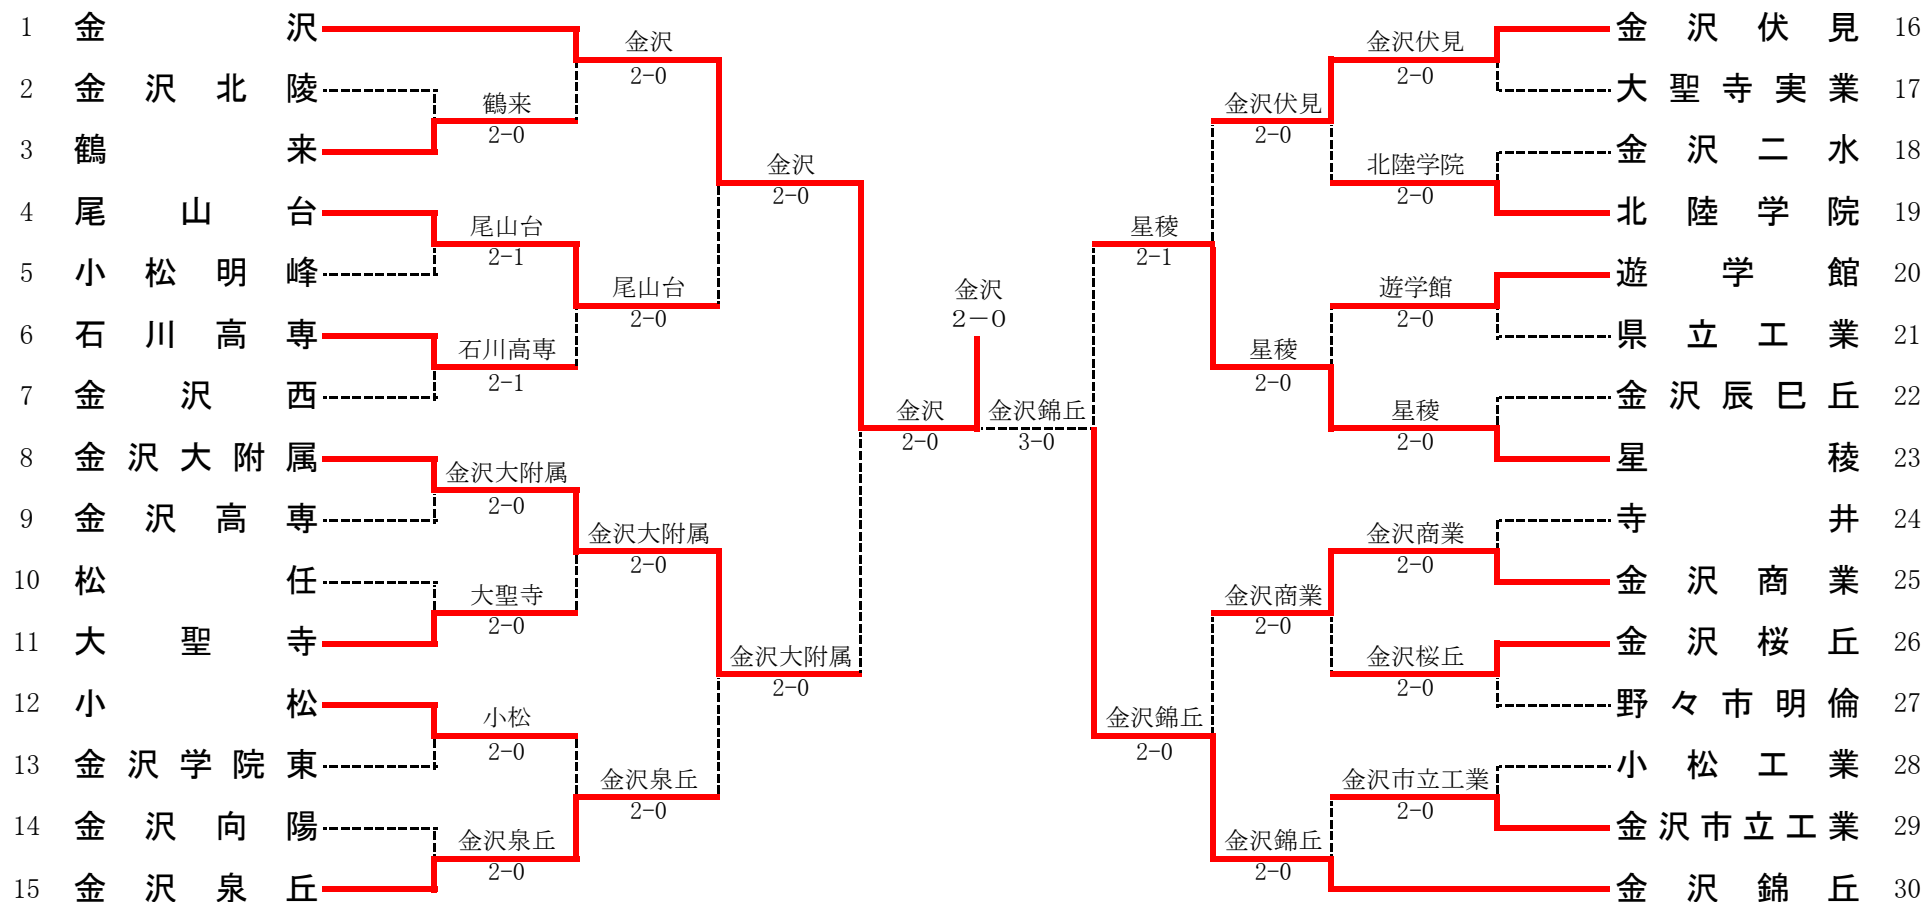 1 金沢
2 金沢北陵
3 鶴来
4 尾山台
5 小松明峰
6 石川高専
7 金沢西
8 金沢大附属
9 金沢高専
10 松任
11 大聖寺
12 小松
13 金沢学院東
14 金沢向陽
15 金沢泉丘
鶴来
2-0
尾山台
2-1
石川高専
2-1
金沢大附属
2-0
大聖寺
2-0
小松
2-0
金沢泉丘
2-0
金沢
2-0
尾山台
2-0
金沢大附属
2-0
金沢泉丘
2-0
金沢
2-0
金沢大附属
2-0
金沢
2-0
金沢
2－0
金沢錦丘
3-0
星稜
2-1
金沢錦丘
2-0
金沢伏見
2-0
星稜
2-0
金沢商業
2-0
金沢錦丘
2-0
金沢伏見
2-0
北陸学院
2-0
遊学館
2-0
星稜
2-0
金沢商業
2-0
金沢桜丘
2-0
金沢市立工業
2-0
金沢伏見 16
大聖寺実業 17
金沢二水 18
北陸学院 19
遊学館 20
県立工業 21
金沢辰巳丘 22
星稜 23
寺井 24
金沢商業 25
金沢桜丘 26
野々市明倫 27
小松工業 28
金沢市立工業 29
金沢錦丘 30